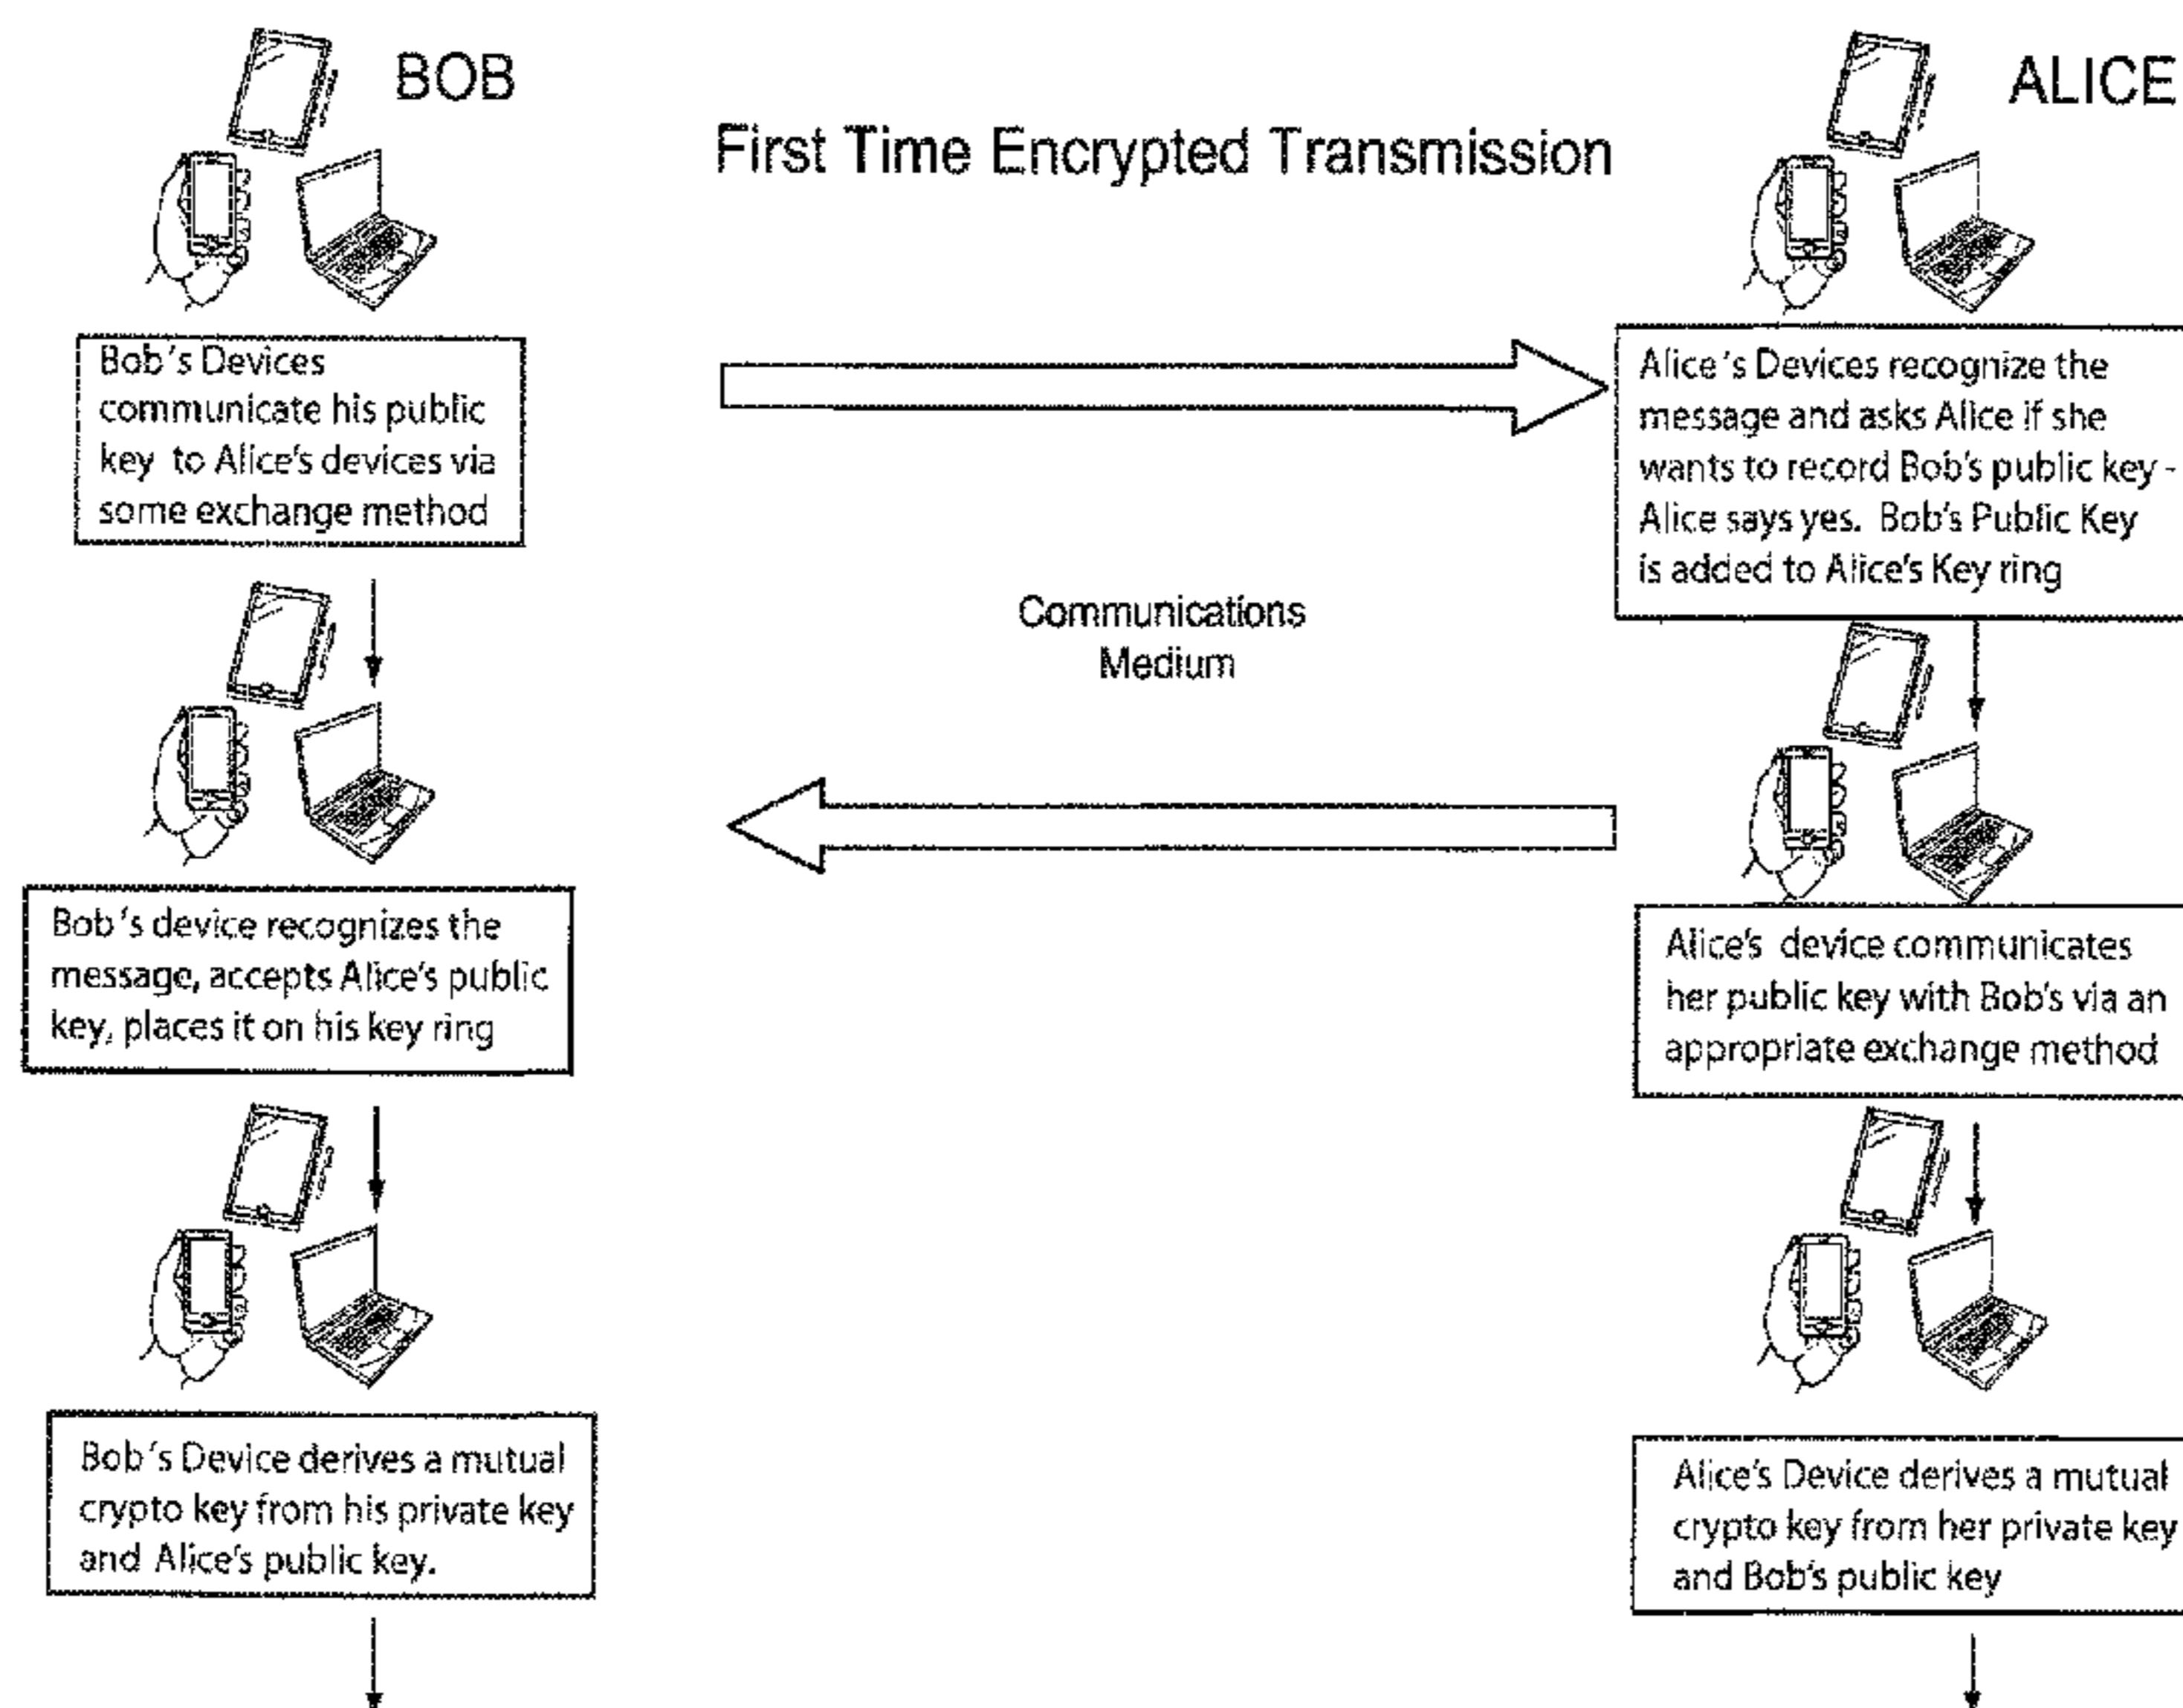 BOB
ALICE
First Time Encrypted Transmission
Bob's Devices
communicate his public
key to Alice's devices via
some exchange method
Alice's Devices recognize the
message and asks Alice if she
wants to record Bob's public key -
Alice says yes. Bob's Public Key
is added to Alice's Key ring
Communications
Medium
Bob's device recognizes the
message, accepts Alice's public
key, places it on his key ring
Alice's device communicates
her public key with Bob's via an
appropriate exchange method
Bob's Device derives a mutual
crypto key from his private key
and Alice's public key.
Alice's Device derives a mutual
crypto key from her private key
and Bob's public key